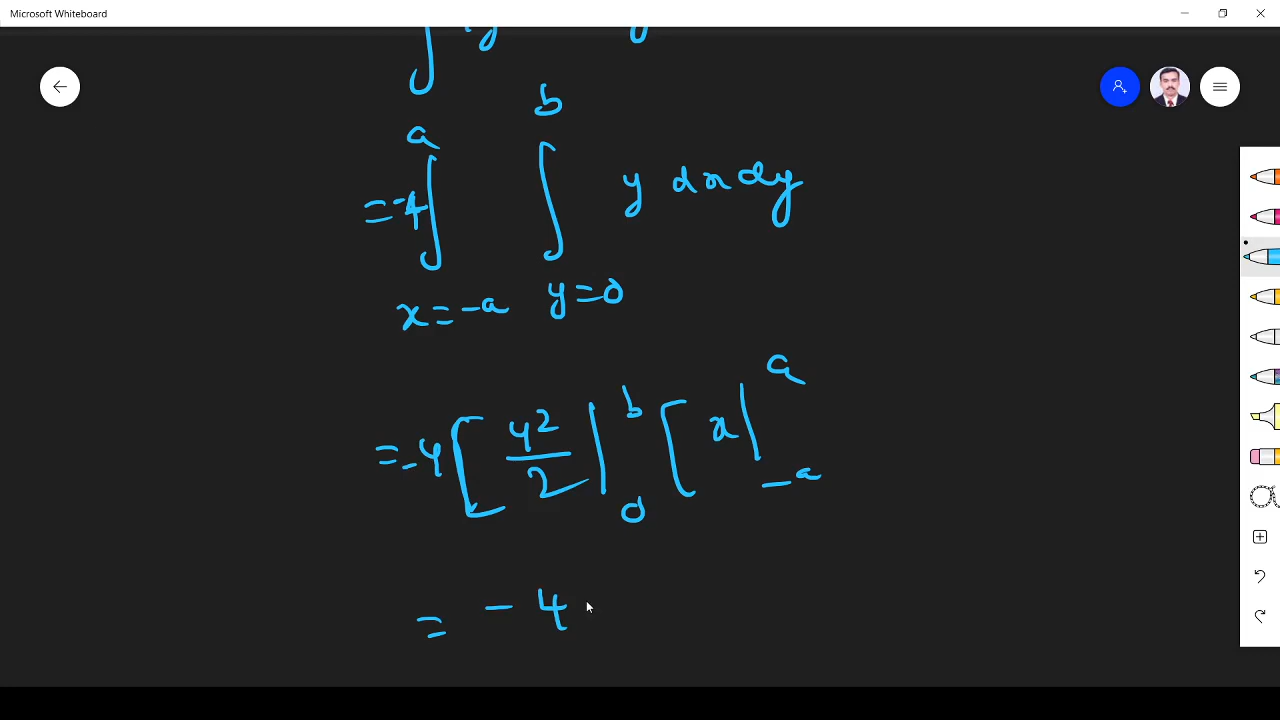 Microsoft Whiteboard
∫ y y
a b
= -4 ∫ ∫ y dx dy
x = -a y = 0
= -4 [ y²/2 | b 0 [ x | a -a
= - 4